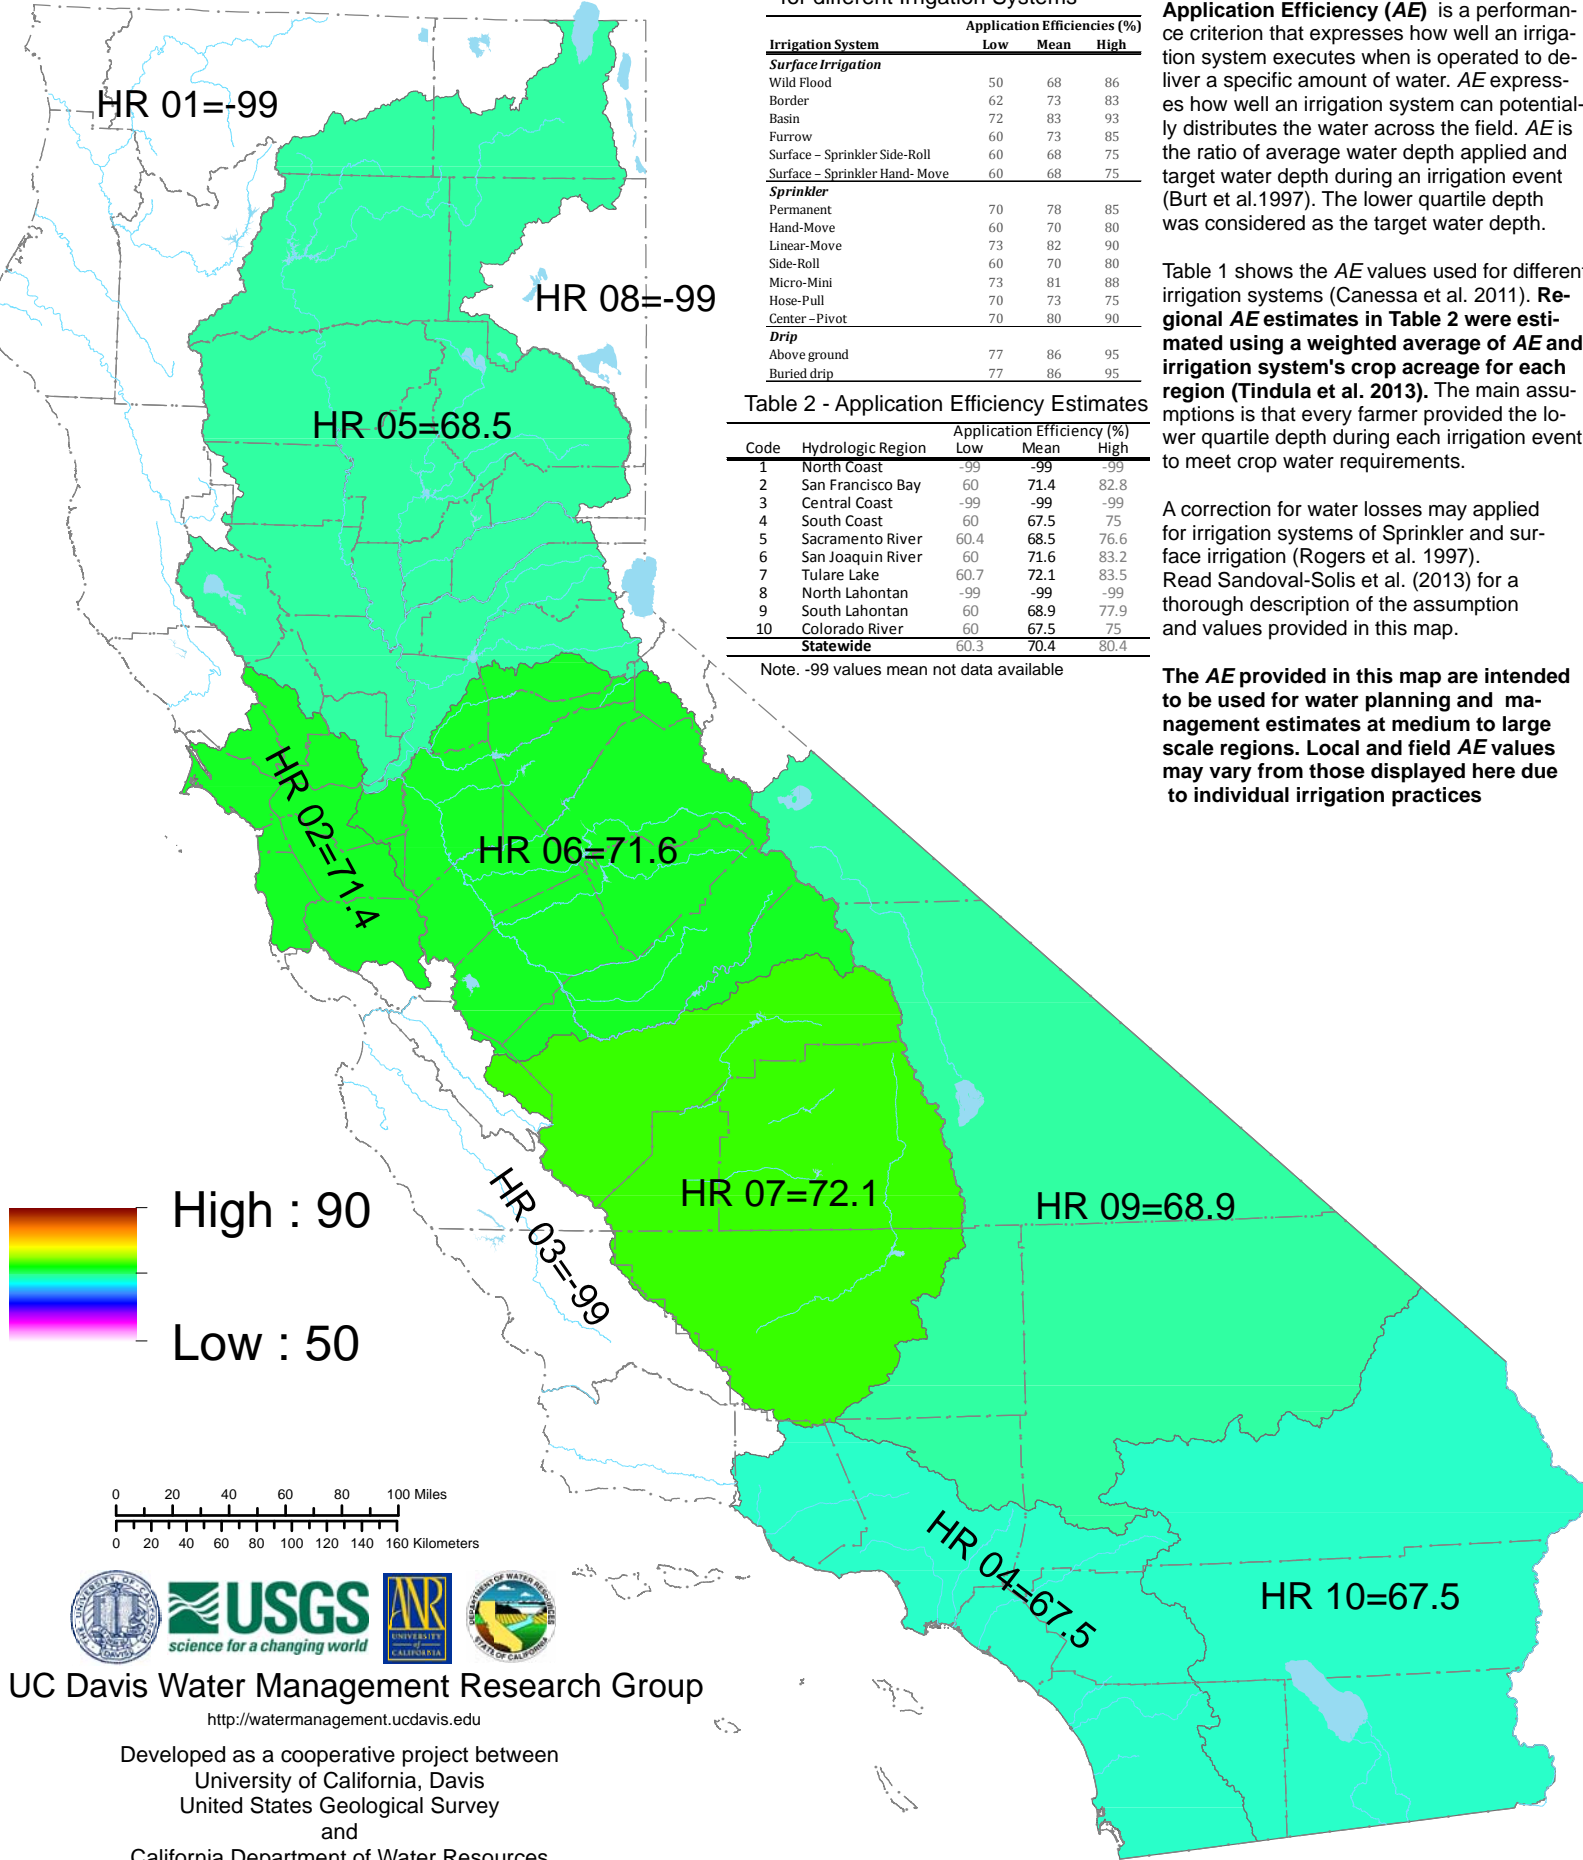 for different Irrigation Systems
Application Efficiencies (%)
Irrigation System Low Mean High
Surface Irrigation
Wild Flood 50 68 86
Border 62 73 83
Basin 72 83 93
Furrow 60 73 85
Surface – Sprinkler Side-Roll 60 68 75
Surface – Sprinkler Hand- Move 60 68 75
Sprinkler
Permanent 70 78 85
Hand-Move 60 70 80
Linear-Move 73 82 90
Side-Roll 60 70 80
Micro-Mini 73 81 88
Hose-Pull 70 73 75
Center –Pivot 70 80 90
Drip
Above ground 77 86 95
Buried drip 77 86 95
Table 2 - Application Efficiency Estimates
Application Efficiency (%)
Code Hydrologic Region Low Mean High
1 North Coast -99 -99 -99
2 San Francisco Bay 60 71.4 82.8
3 Central Coast -99 -99 -99
4 South Coast 60 67.5 75
5 Sacramento River 60.4 68.5 76.6
6 San Joaquin River 60 71.6 83.2
7 Tulare Lake 60.7 72.1 83.5
8 North Lahontan -99 -99 -99
9 South Lahontan 60 68.9 77.9
10 Colorado River 60 67.5 75
Statewide 60.3 70.4 80.4
Note. -99 values mean not data available
Application Efficiency (AE) is a performan-
ce criterion that expresses how well an irriga-
tion system executes when is operated to de-
liver a specific amount of water. AE express-
es how well an irrigation system can potential-
ly distributes the water across the field. AE is
the ratio of average water depth applied and
target water depth during an irrigation event
(Burt et al.1997). The lower quartile depth
was considered as the target water depth.
Table 1 shows the AE values used for different
irrigation systems (Canessa et al. 2011). Re-
gional AE estimates in Table 2 were esti-
mated using a weighted average of AE and
irrigation system's crop acreage for each
region (Tindula et al. 2013). The main assu-
mptions is that every farmer provided the lo-
wer quartile depth during each irrigation event
to meet crop water requirements.
A correction for water losses may applied
for irrigation systems of Sprinkler and sur-
face irrigation (Rogers et al. 1997).
Read Sandoval-Solis et al. (2013) for a
thorough description of the assumption
and values provided in this map.
The AE provided in this map are intended
to be used for water planning and ma-
nagement estimates at medium to large
scale regions. Local and field AE values
may vary from those displayed here due
to individual irrigation practices
HR 01=-99
HR 08=-99
HR 05=68.5
HR 02=71.4
HR 06=71.6
HR 07=72.1
HR 03=-99
HR 09=68.9
HR 04=67.5
HR 10=67.5
High : 90
Low : 50
0 20 40 60 80 100 Miles
0 20 40 60 80 100 120 140 160 Kilometers
THE UNIVERSITY OF CALIFORNIA
DAVIS
USGS
science for a changing world
ANR
UNIVERSITY
of
CALIFORNIA
DEPARTMENT OF WATER RESOURCES
STATE OF CALIFORNIA
UC Davis Water Management Research Group
http://watermanagement.ucdavis.edu
Developed as a cooperative project between
University of California, Davis
United States Geological Survey
and
California Department of Water Resources